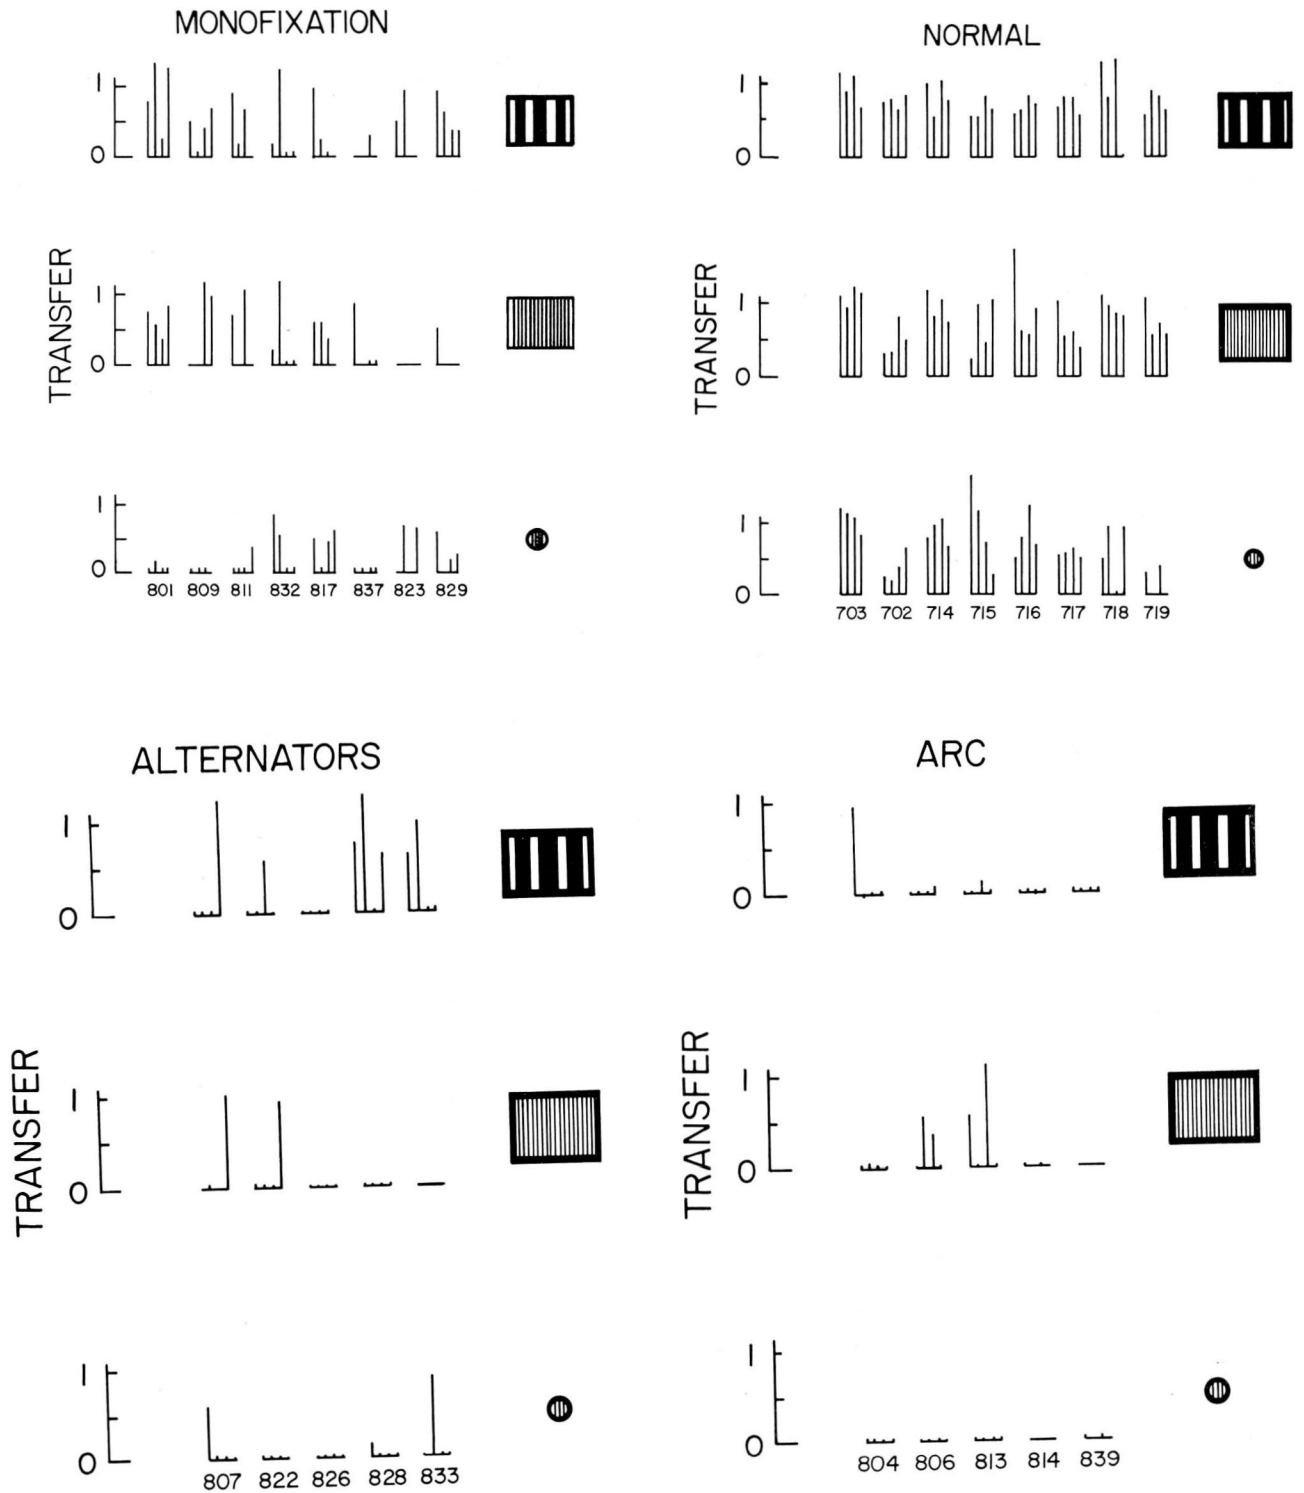 MONOFIXATION
1
0
1
0
1
0
TRANSFER
801 809 811 832 817 837 823 829
NORMAL
1
0
1
0
1
0
TRANSFER
703 702 714 715 716 717 718 719
ALTERNATORS
1
0
1
0
1
0
TRANSFER
807 822 826 828 833
ARC
1
0
1
0
1
0
TRANSFER
804 806 813 814 839